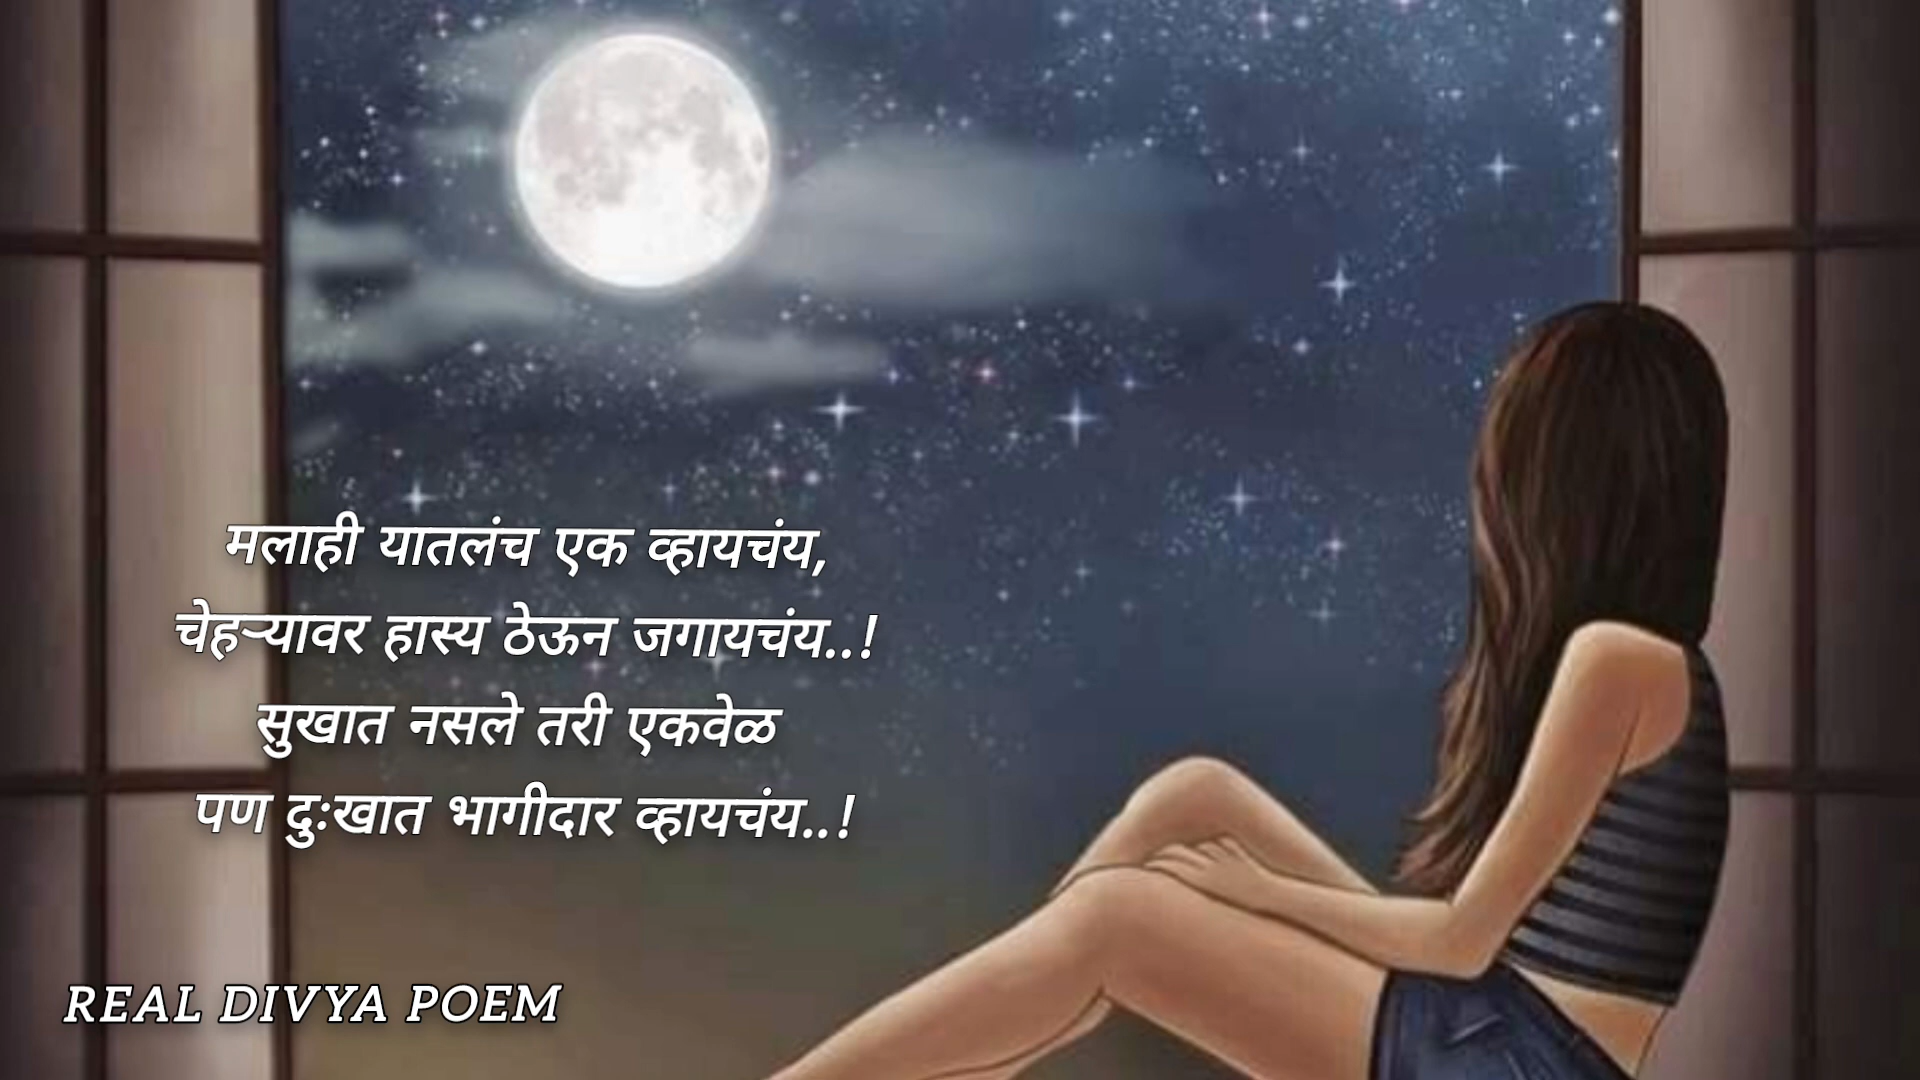 मलाही यातलंच एक व्हायचंय,
चेहऱ्यावर हास्य ठेऊन जगायचंय..!
सुखात नसले तरी एकवेळ
पण दुःखात भागीदार व्हायचंय..!
REAL DIVYA POEM